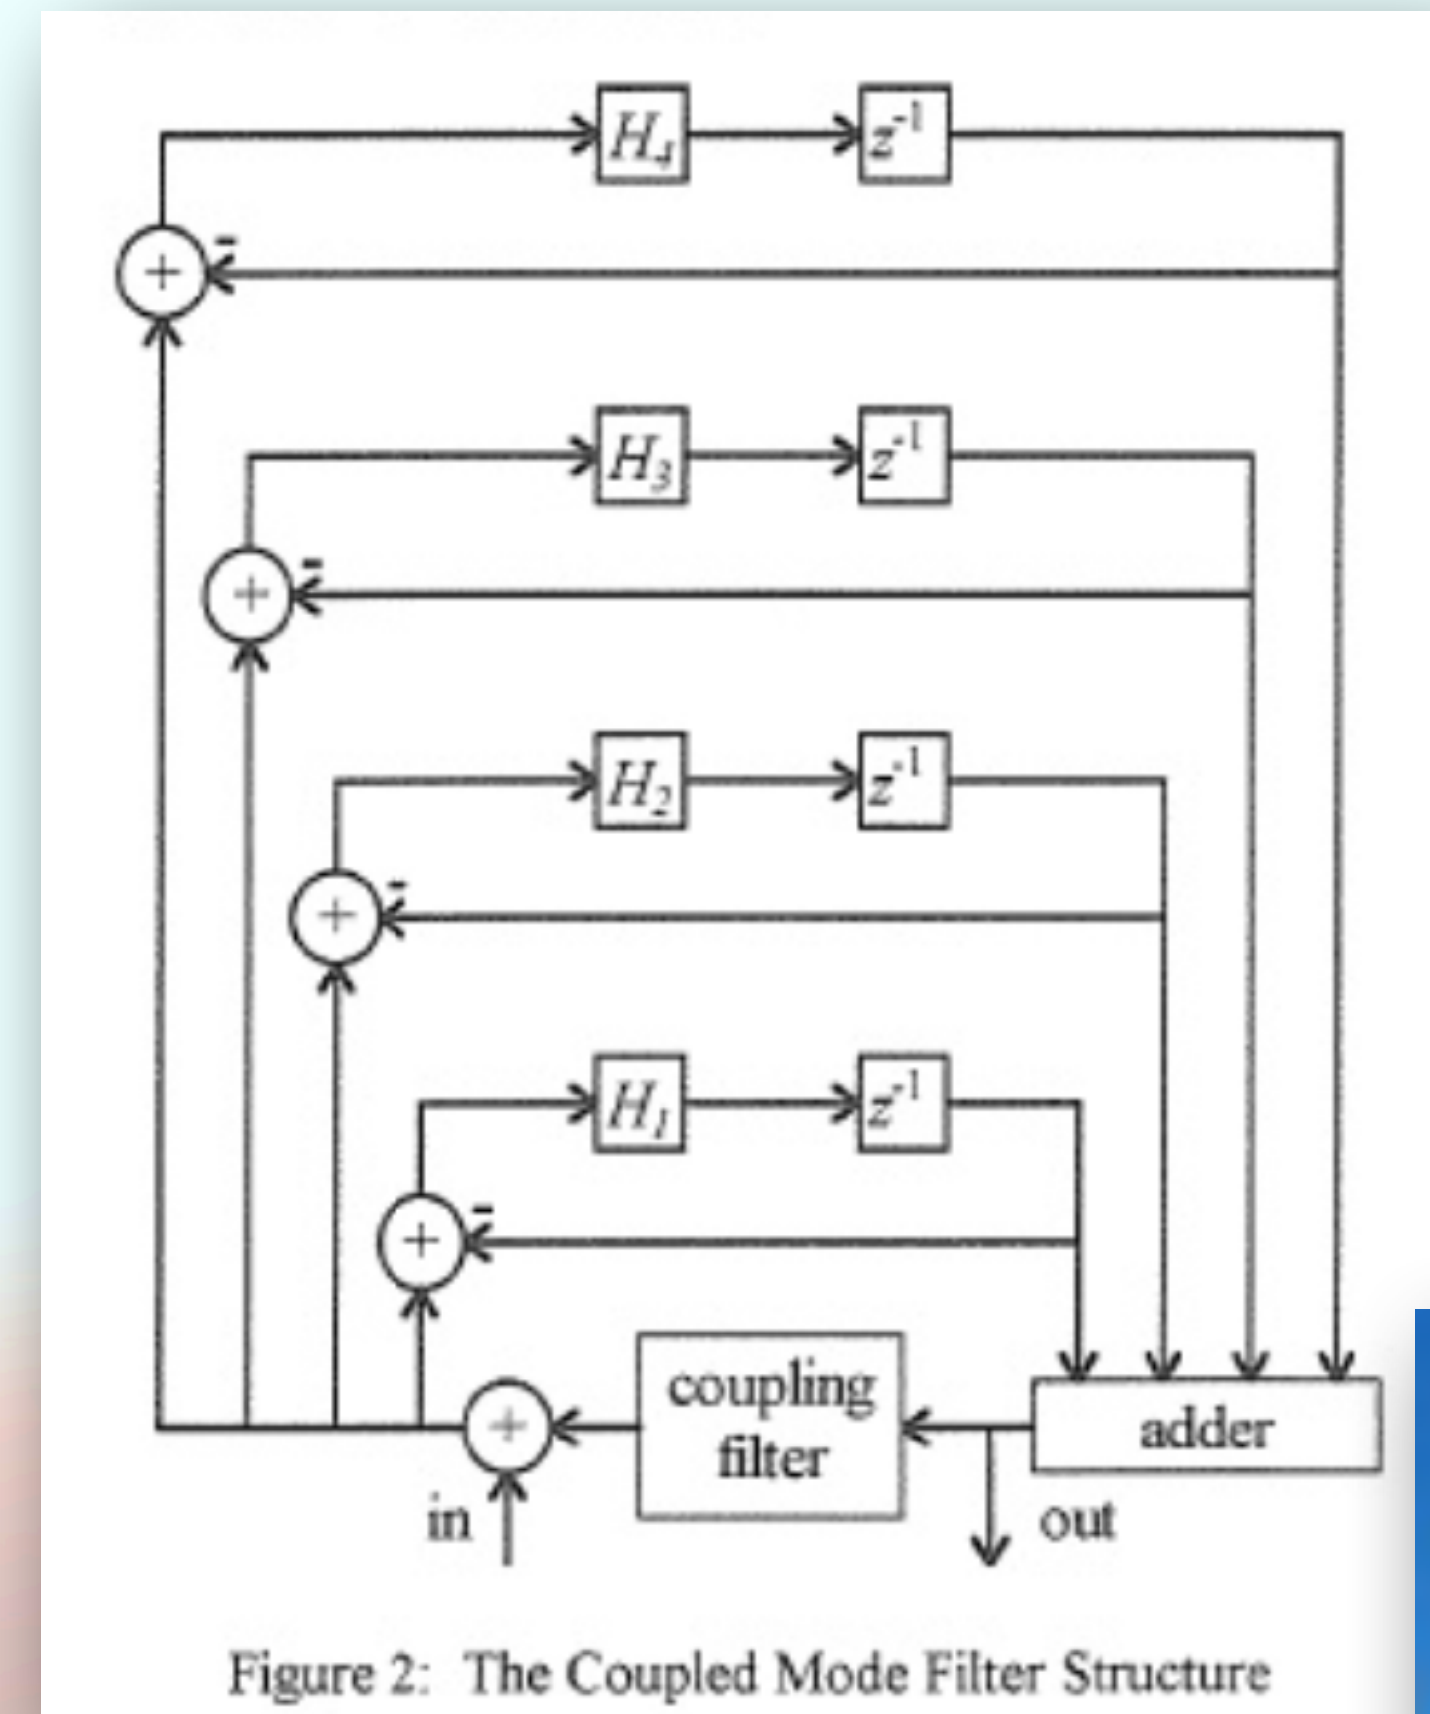 H₄ z⁻¹
+ -
H₃ z⁻¹
+ -
H₂ z⁻¹
+ -
H₁ z⁻¹
+ -
coupling
filter
+
adder
in
out
Figure 2: The Coupled Mode Filter Structure